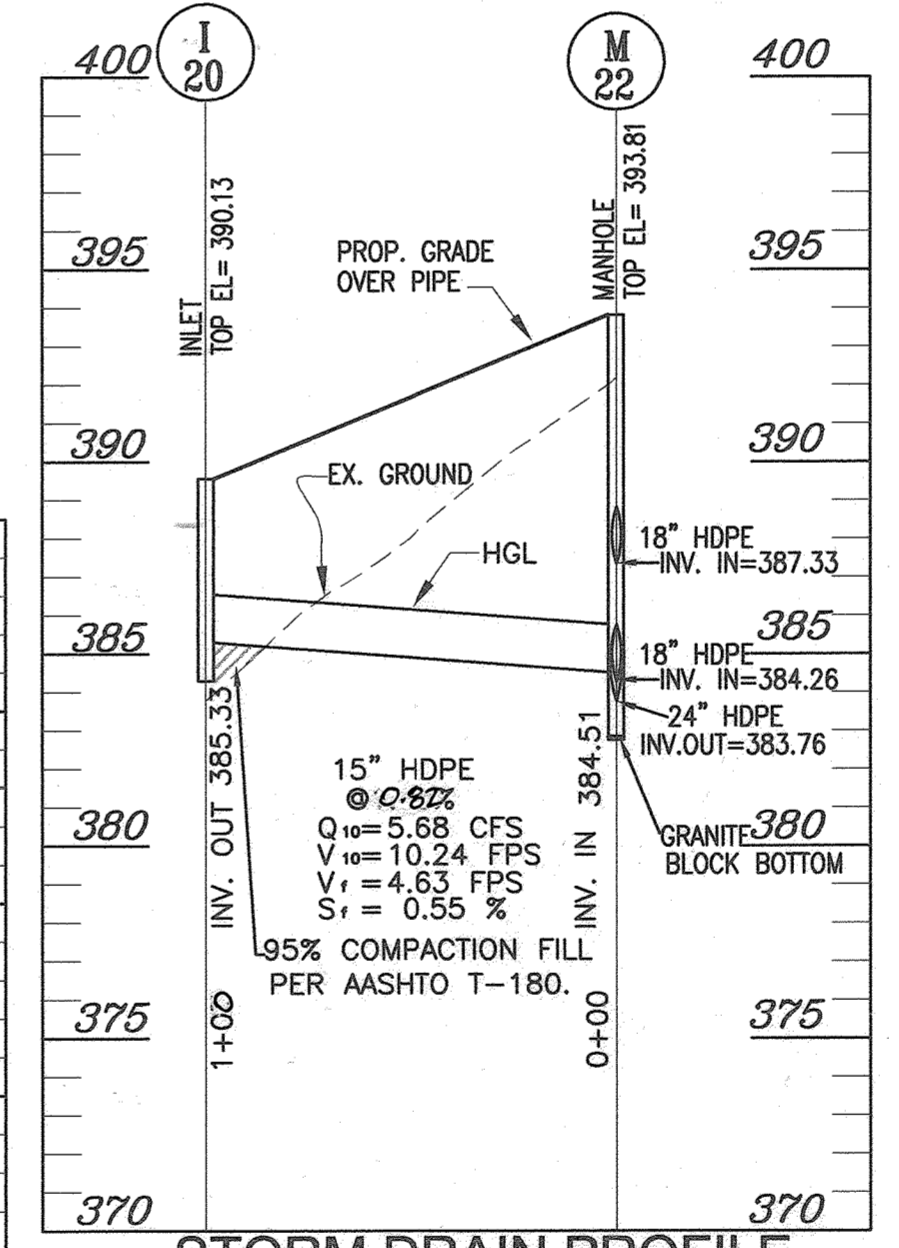 I
20
M
22
400
400
INLET
TOP EL= 390.13
MANHOLE
TOP EL= 393.81
PROP. GRADE
OVER PIPE
395
395
390
390
EX. GROUND
HGL
18" HDPE
INV. IN=387.33
385
385
18" HDPE
INV. IN=384.26
24" HDPE
INV.OUT=383.76
INV. OUT 385.33
INV. IN 384.51
15" HDPE
@ 0.82%
Q10=5.68 CFS
V10=10.24 FPS
Vf =4.63 FPS
Sf = 0.55 %
380
380
GRANITE
BLOCK BOTTOM
95% COMPACTION FILL
PER AASHTO T-180.
1+00
0+00
375
375
370
370
STORM DRAIN PROFILE